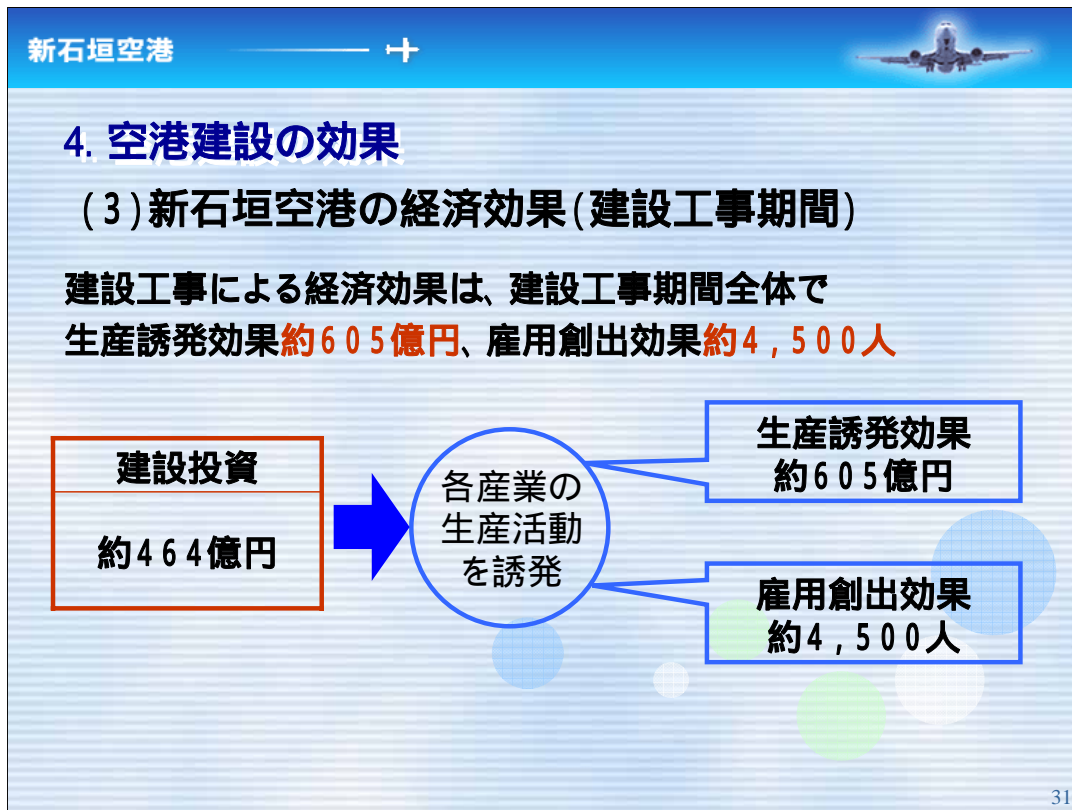 新石垣空港
4. 空港建設の効果
(3)新石垣空港の経済効果(建設工事期間)
建設工事による経済効果は、建設工事期間全体で
生産誘発効果約605億円、雇用創出効果約4,500人
建設投資
約464億円
各産業の
生産活動
を誘発
生産誘発効果
約605億円
雇用創出効果
約4,500人
31